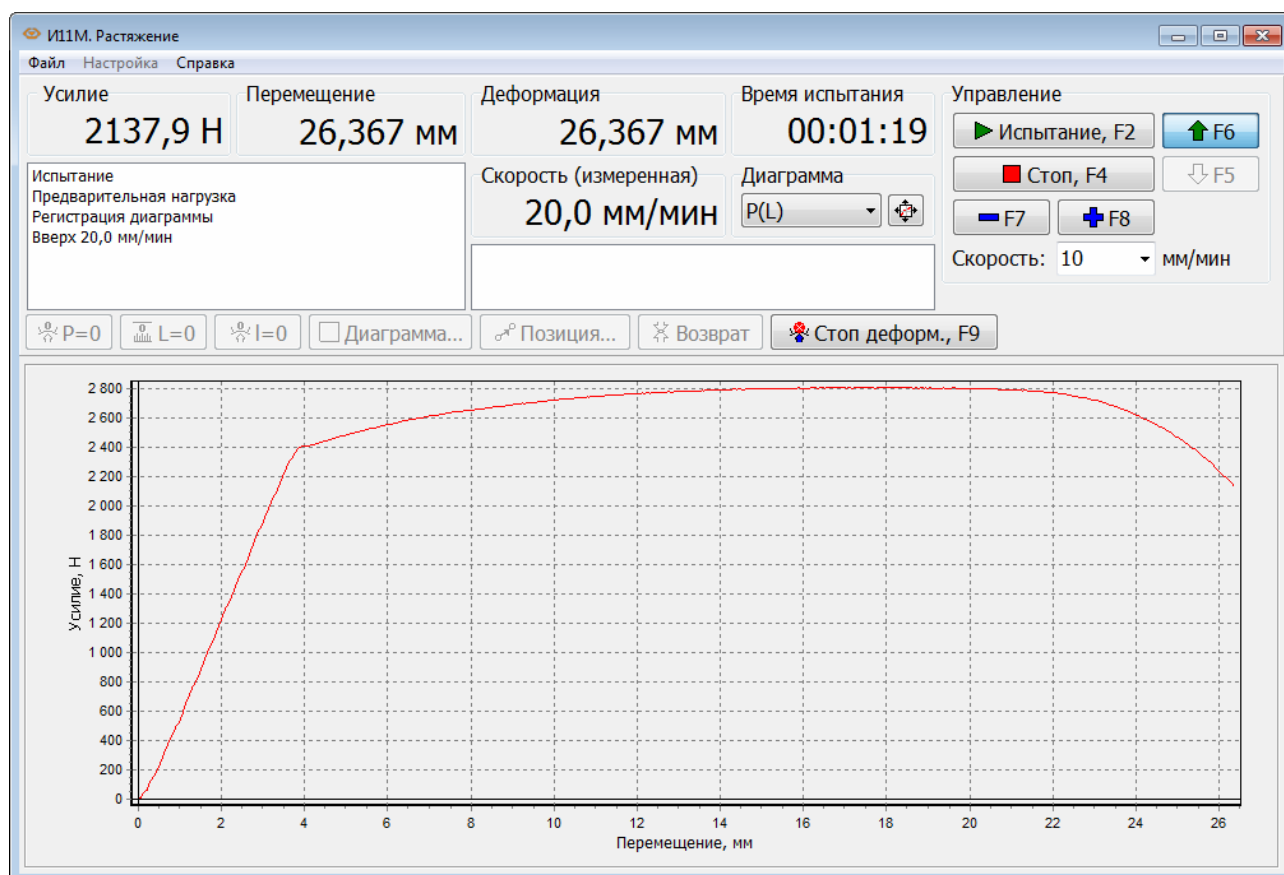 И11М. Растяжение
Файл Настройка Справка
Усилие
2137,9 Н
Перемещение
26,367 мм
Деформация
26,367 мм
Время испытания
00:01:19
Управление
Испытание, F2
F6
Стоп, F4
F5
F7
F8
Скорость: 10 мм/мин
Испытание
Предварительная нагрузка
Регистрация диаграммы
Вверх 20,0 мм/мин
Скорость (измеренная)
20,0 мм/мин
Диаграмма
P(L)
P=0
L=0
l=0
Диаграмма...
Позиция...
Возврат
Стоп деформ., F9
2 800
2 600
2 400
2 200
2 000
1 800
1 600
1 400
1 200
1 000
800
600
400
200
0
Усилие, Н
0 2 4 6 8 10 12 14 16 18 20 22 24 26
Перемещение, мм